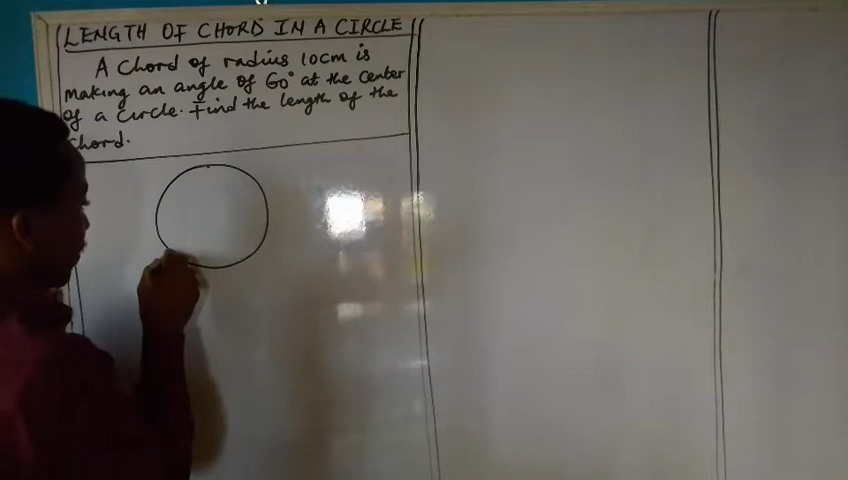 LENGTH OF CHORD IN A CIRCLE
A Chord of radius 10cm is
making an angle of 60° at the center
of a circle. Find the length of the
chord.